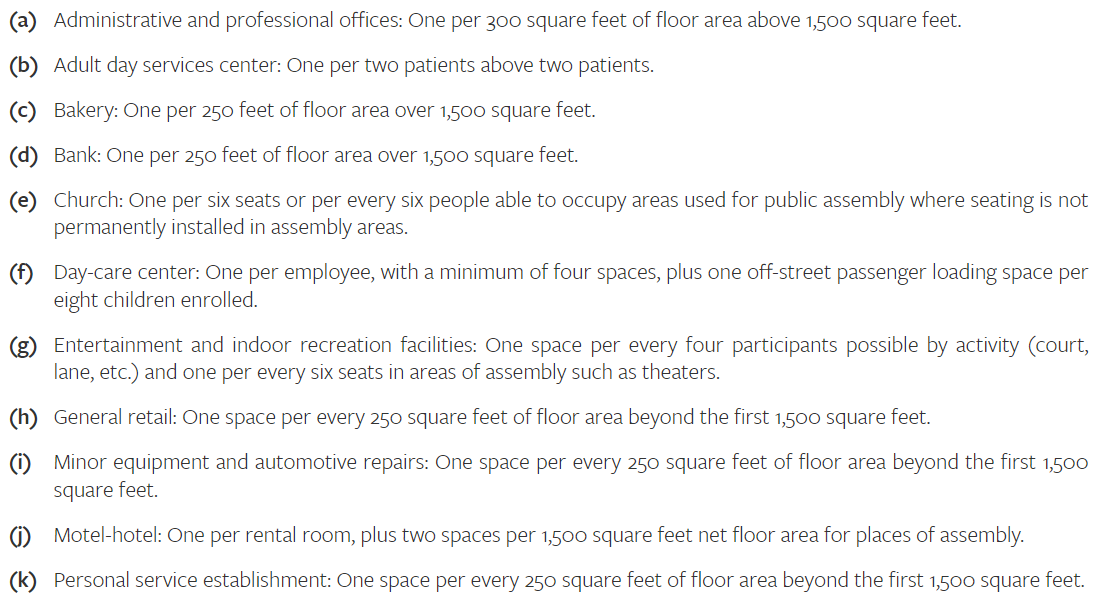 (a) Administrative and professional offices: One per 300 square feet of floor area above 1,500 square feet.
(b) Adult day services center: One per two patients above two patients.
(c) Bakery: One per 250 feet of floor area over 1,500 square feet.
(d) Bank: One per 250 feet of floor area over 1,500 square feet.
(e) Church: One per six seats or per every six people able to occupy areas used for public assembly where seating is not
permanently installed in assembly areas.
(f) Day-care center: One per employee, with a minimum of four spaces, plus one off-street passenger loading space per
eight children enrolled.
(g) Entertainment and indoor recreation facilities: One space per every four participants possible by activity (court,
lane, etc.) and one per every six seats in areas of assembly such as theaters.
(h) General retail: One space per every 250 square feet of floor area beyond the first 1,500 square feet.
(i) Minor equipment and automotive repairs: One space per every 250 square feet of floor area beyond the first 1,500
square feet.
(j) Motel-hotel: One per rental room, plus two spaces per 1,500 square feet net floor area for places of assembly.
(k) Personal service establishment: One space per every 250 square feet of floor area beyond the first 1,500 square feet.